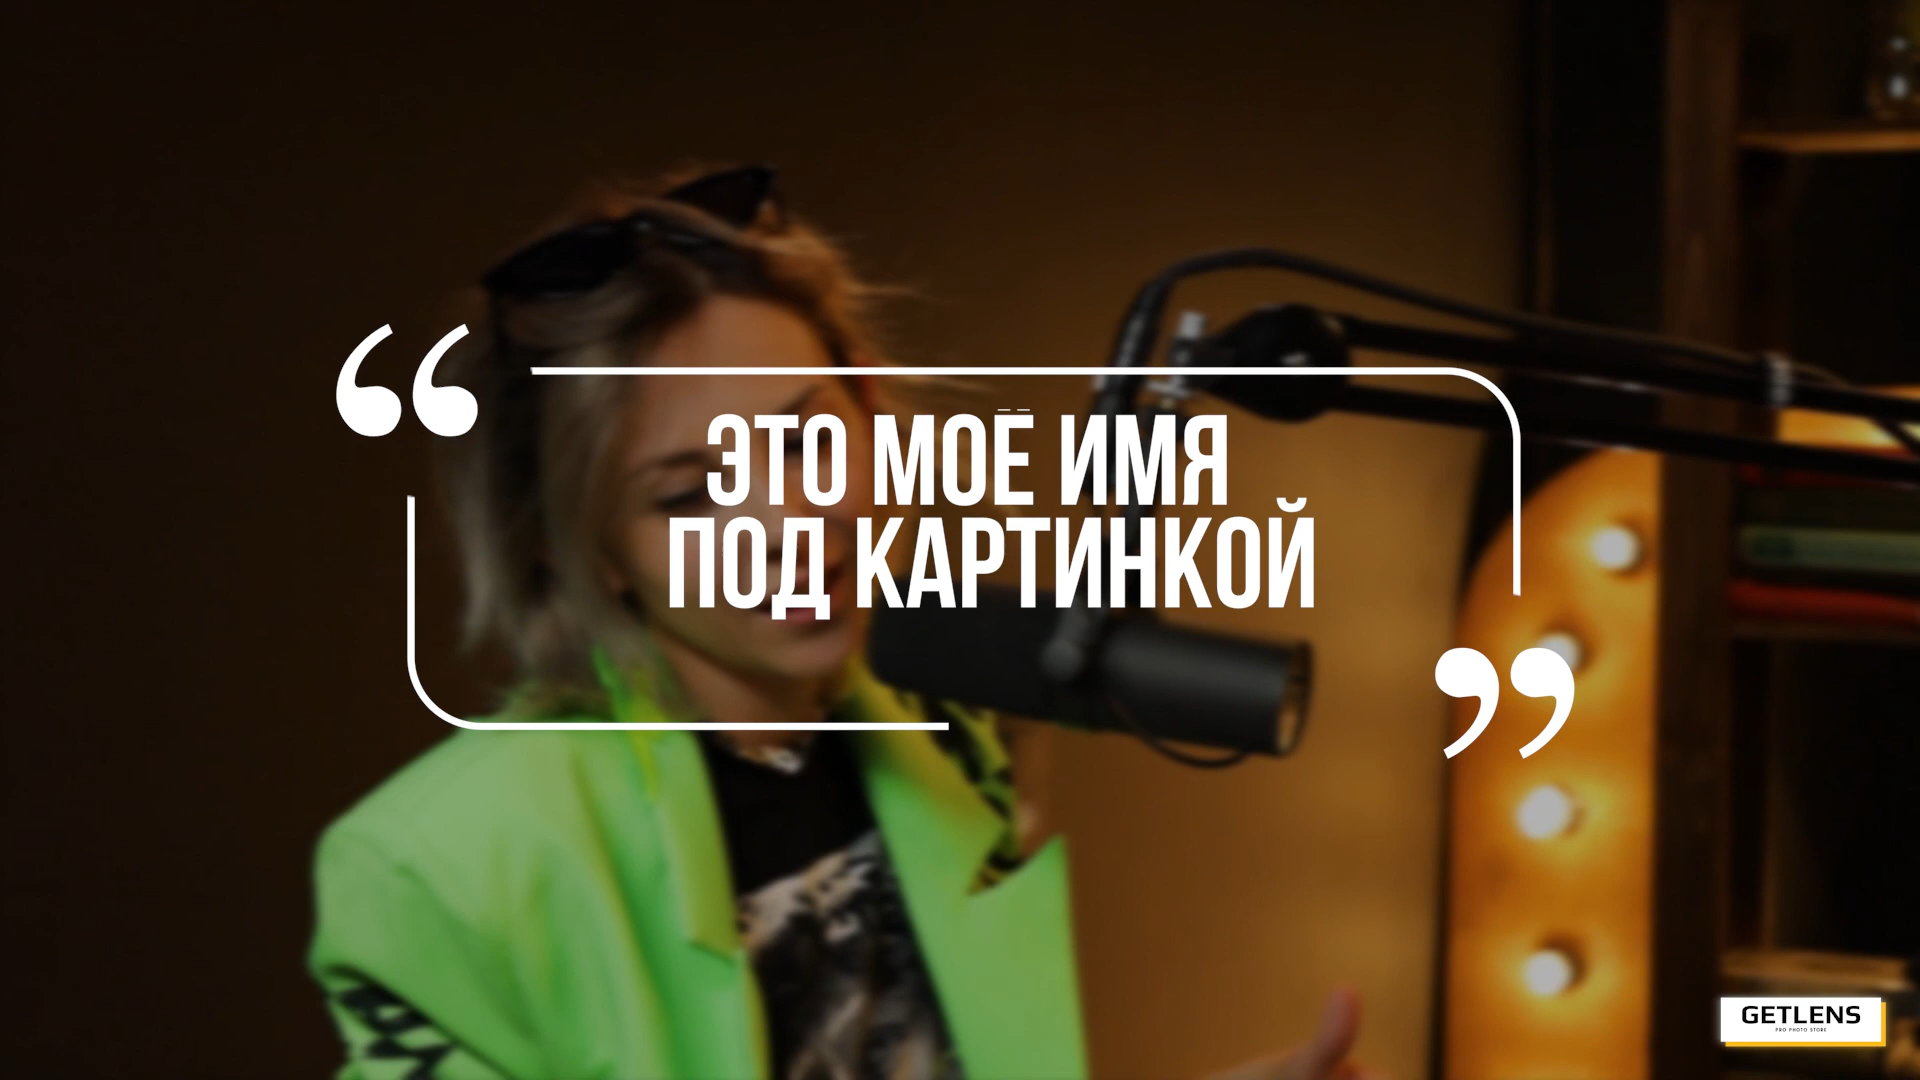 “
ЭТО МОЁ ИМЯ
ПОД КАРТИНКОЙ
”
GETLENS
PRO PHOTO STORE